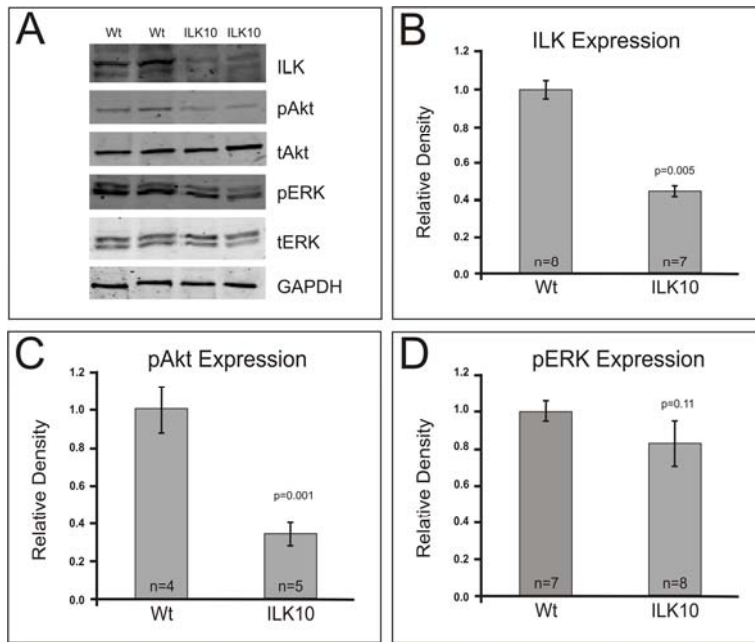 A
Wt Wt ILK10 ILK10
ILK
pAkt
tAkt
pERK
tERK
GAPDH
B
ILK Expression
Relative Density
1.2
1.0
0.8
0.6
0.4
0.2
0.0
p=0.005
n=8 n=7
Wt ILK10
C
pAkt Expression
Relative Density
1.2
1.0
0.8
0.6
0.4
0.2
0.0
p=0.001
n=4 n=5
Wt ILK10
D
pERK Expression
Relative Density
1.2
1.0
0.8
0.6
0.4
0.2
0.0
p=0.11
n=7 n=8
Wt ILK10